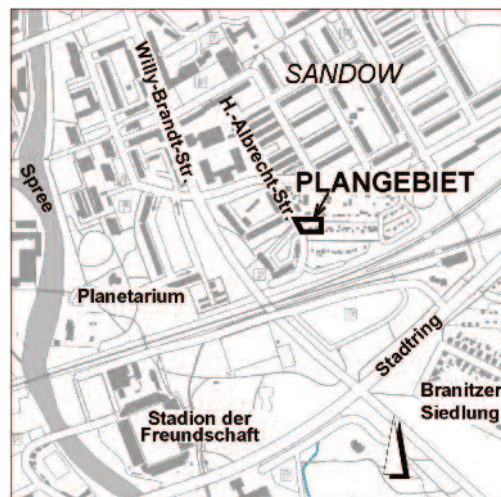 SANDOW
Willy-Brandt-Str.
H.-Albrecht-Str.
PLANGEBIET
Spree
Planetarium
Stadtring
Branitzer
Siedlung
Stadion der
Freundschaft